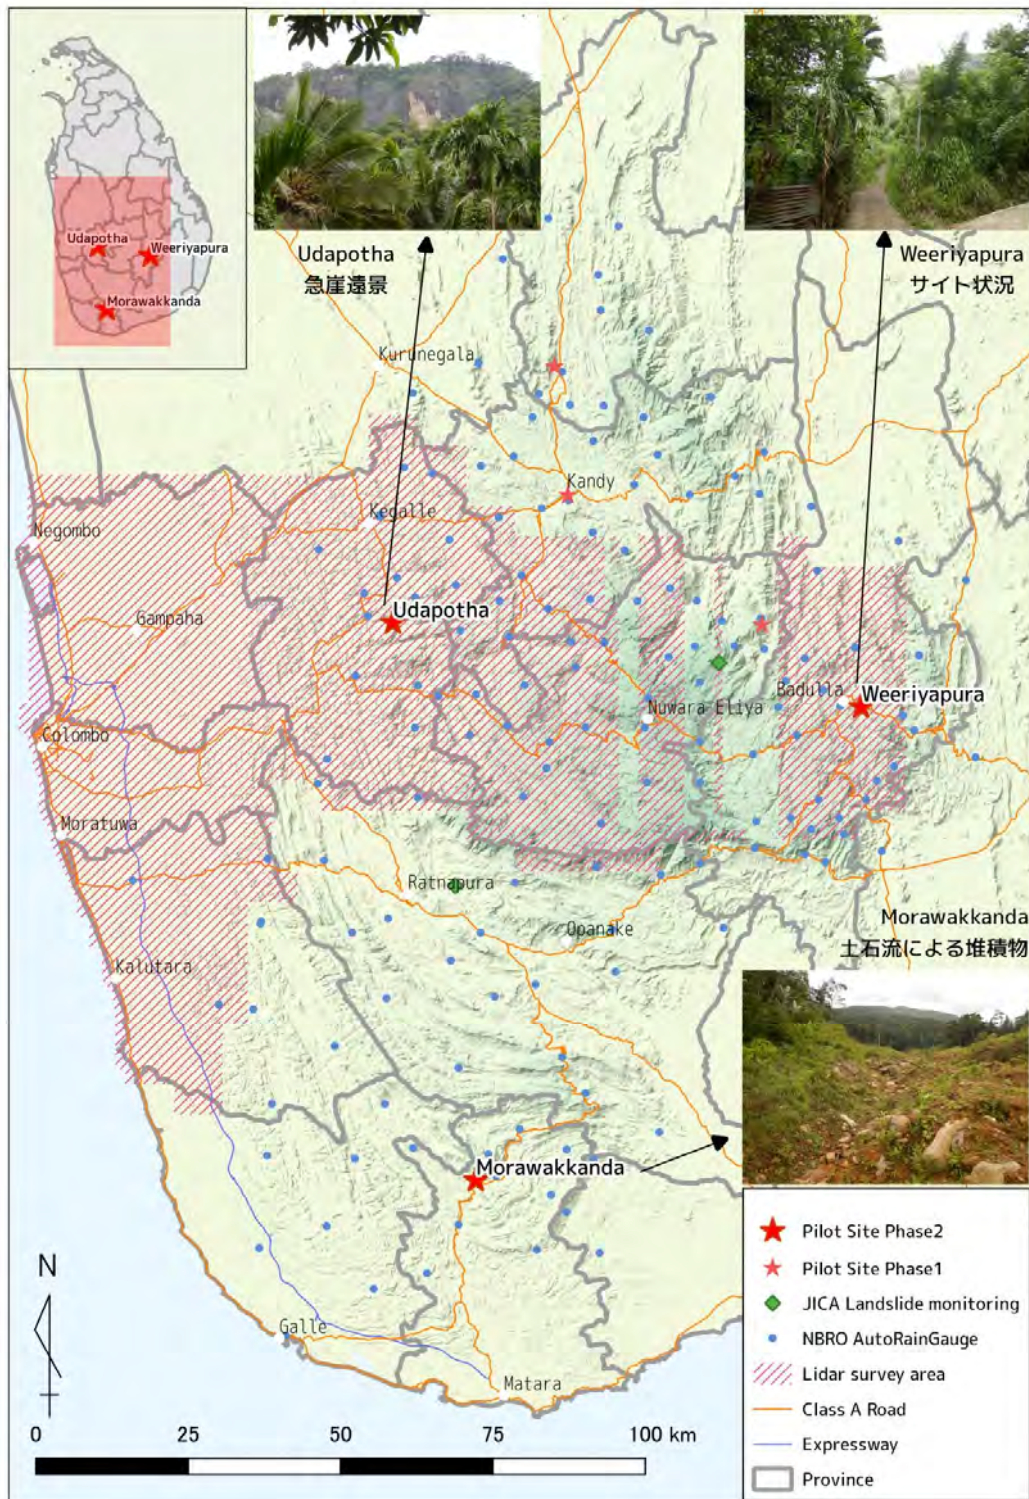 Udapotha
Weeriyapura
Morawakkanda
Udapotha
急崖遠景
Weeriyapura
サイト状況
Kurunegala
Kandy
Kegalle
Negombo
Gampaha
Udapotha
Badulla
Weeriyapura
Nuwara Eliya
Colombo
Moratuwa
Ratnapura
Opanake
Morawakkanda
土石流による堆積物
Kalutara
Morawakkanda
Galle
Matara
N
0 25 50 75 100 km
Pilot Site Phase2
Pilot Site Phase1
JICA Landslide monitoring
NBRO AutoRainGauge
Lidar survey area
Class A Road
Expressway
Province